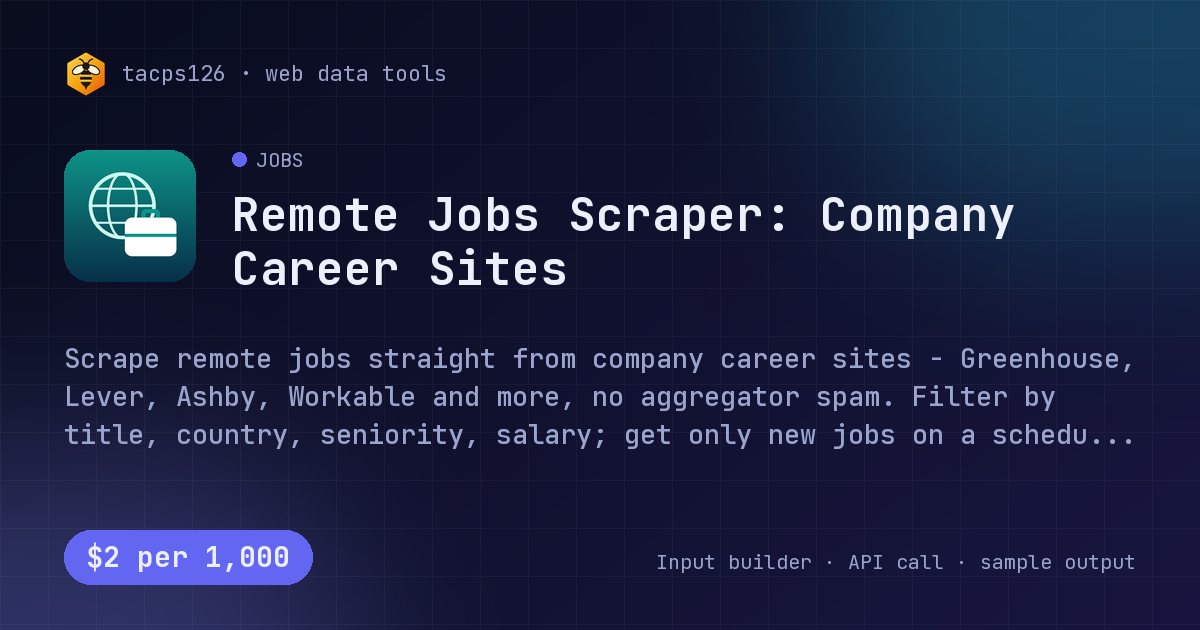 tacps126 · web data tools
JOBS
Remote Jobs Scraper: Company
Career Sites
Scrape remote jobs straight from company career sites - Greenhouse,
Lever, Ashby, Workable and more, no aggregator spam. Filter by
title, country, seniority, salary; get only new jobs on a schedu...
$2 per 1,000
Input builder · API call · sample output